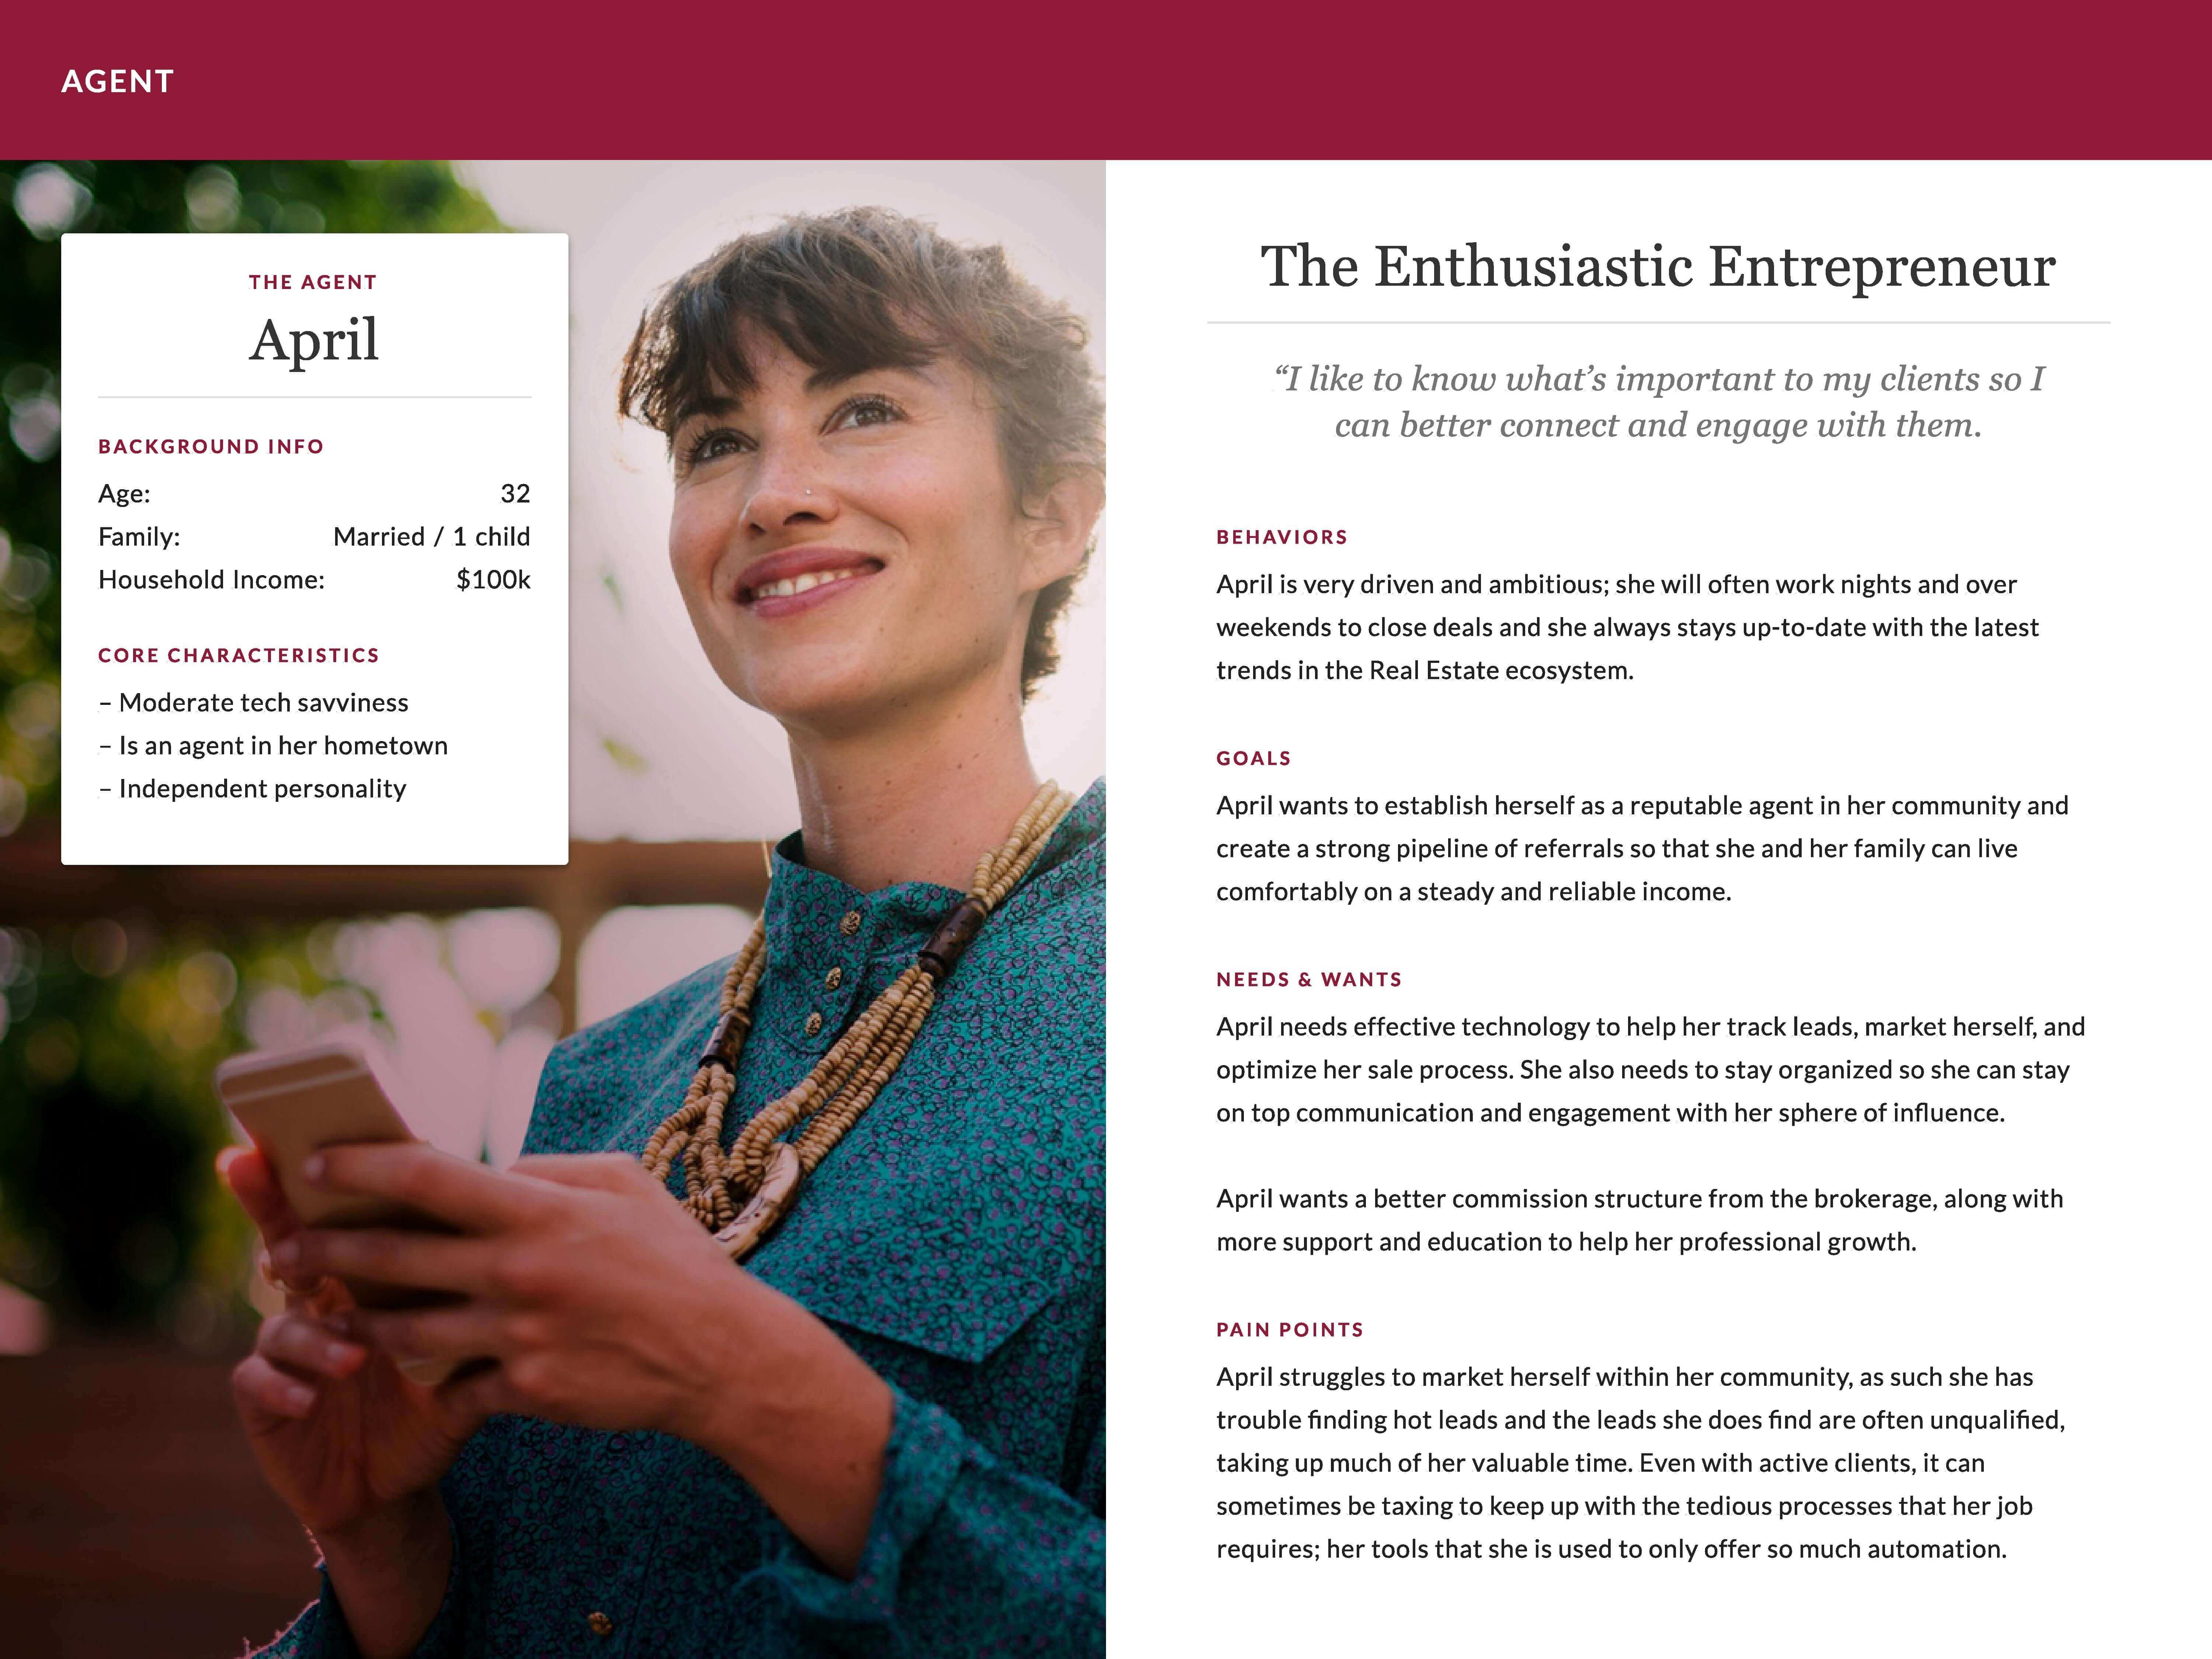 AGENT
THE AGENT
April
BACKGROUND INFO
Age: 32
Family: Married / 1 child
Household Income: $100k
CORE CHARACTERISTICS
– Moderate tech savviness
– Is an agent in her hometown
– Independent personality
The Enthusiastic Entrepreneur
“I like to know what’s important to my clients so I
can better connect and engage with them.
BEHAVIORS
April is very driven and ambitious; she will often work nights and over
weekends to close deals and she always stays up-to-date with the latest
trends in the Real Estate ecosystem.
GOALS
April wants to establish herself as a reputable agent in her community and
create a strong pipeline of referrals so that she and her family can live
comfortably on a steady and reliable income.
NEEDS & WANTS
April needs effective technology to help her track leads, market herself, and
optimize her sale process. She also needs to stay organized so she can stay
on top communication and engagement with her sphere of influence.
April wants a better commission structure from the brokerage, along with
more support and education to help her professional growth.
PAIN POINTS
April struggles to market herself within her community, as such she has
trouble finding hot leads and the leads she does find are often unqualified,
taking up much of her valuable time. Even with active clients, it can
sometimes be taxing to keep up with the tedious processes that her job
requires; her tools that she is used to only offer so much automation.